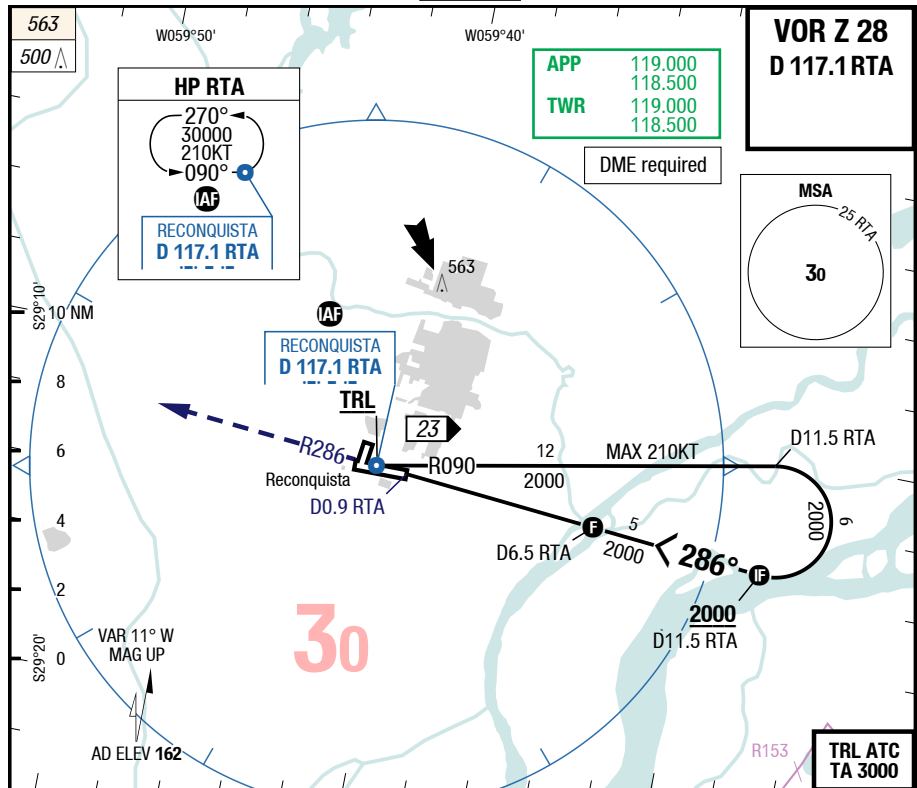 563
500
W059°50'
W059°40'
VOR Z 28
D 117.1 RTA
APP 119.000
118.500
TWR 119.000
118.500
DME required
HP RTA
270°
30000
210KT
090°
IAF
RECONQUISTA
D 117.1 RTA
MSA
25 RTA
30
563
S29°10'
10 NM
8
6
4
2
0
IAF
RECONQUISTA
D 117.1 RTA
TRL
23
R286
R090
12
2000
MAX 210KT
D11.5 RTA
Reconquista
D0.9 RTA
F
D6.5 RTA
5
2000
286°
IF
2000
D11.5 RTA
2000
6
30
S29°20'
VAR 11° W
MAG UP
AD ELEV 162
R153
TRL ATC
TA 3000